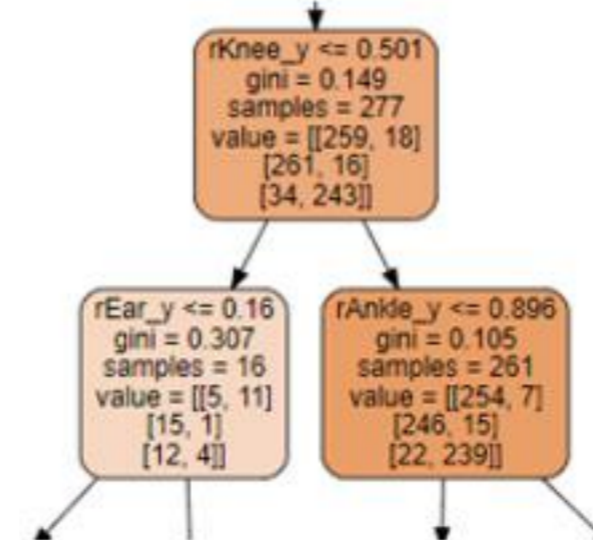 rKnee_y <= 0.501
gini = 0.149
samples = 277
value = [[259, 18]
[261, 16]
[34, 243]]
rEar_y <= 0.16
gini = 0.307
samples = 16
value = [[5, 11]
[15, 1]
[12, 4]]
rAnkle_y <= 0.896
gini = 0.105
samples = 261
value = [[254, 7]
[246, 15]
[22, 239]]